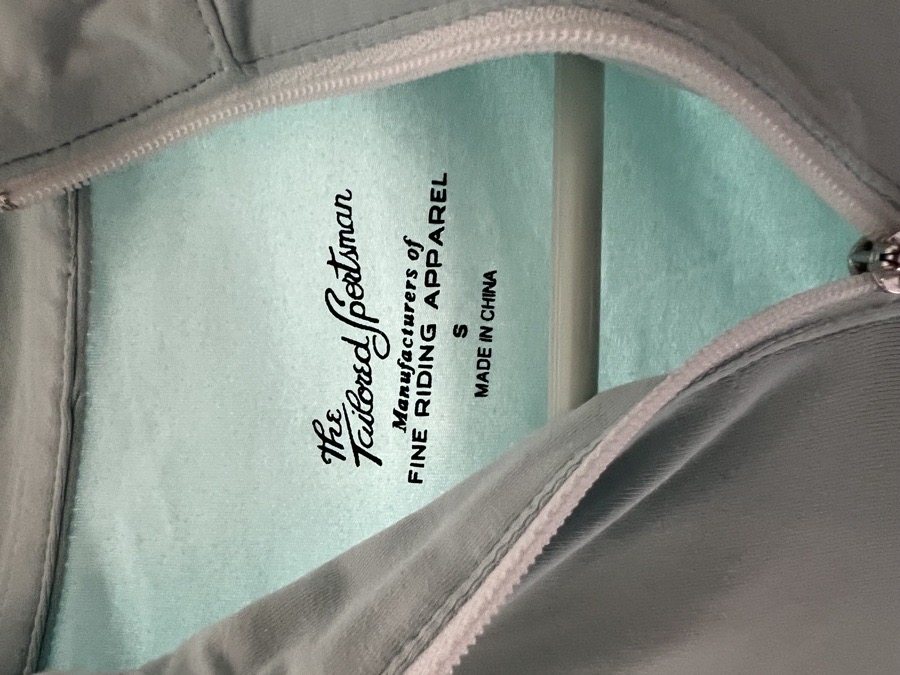 The
Tailored Sportsman
Manufacturers of
FINE RIDING APPAREL
S
MADE IN CHINA